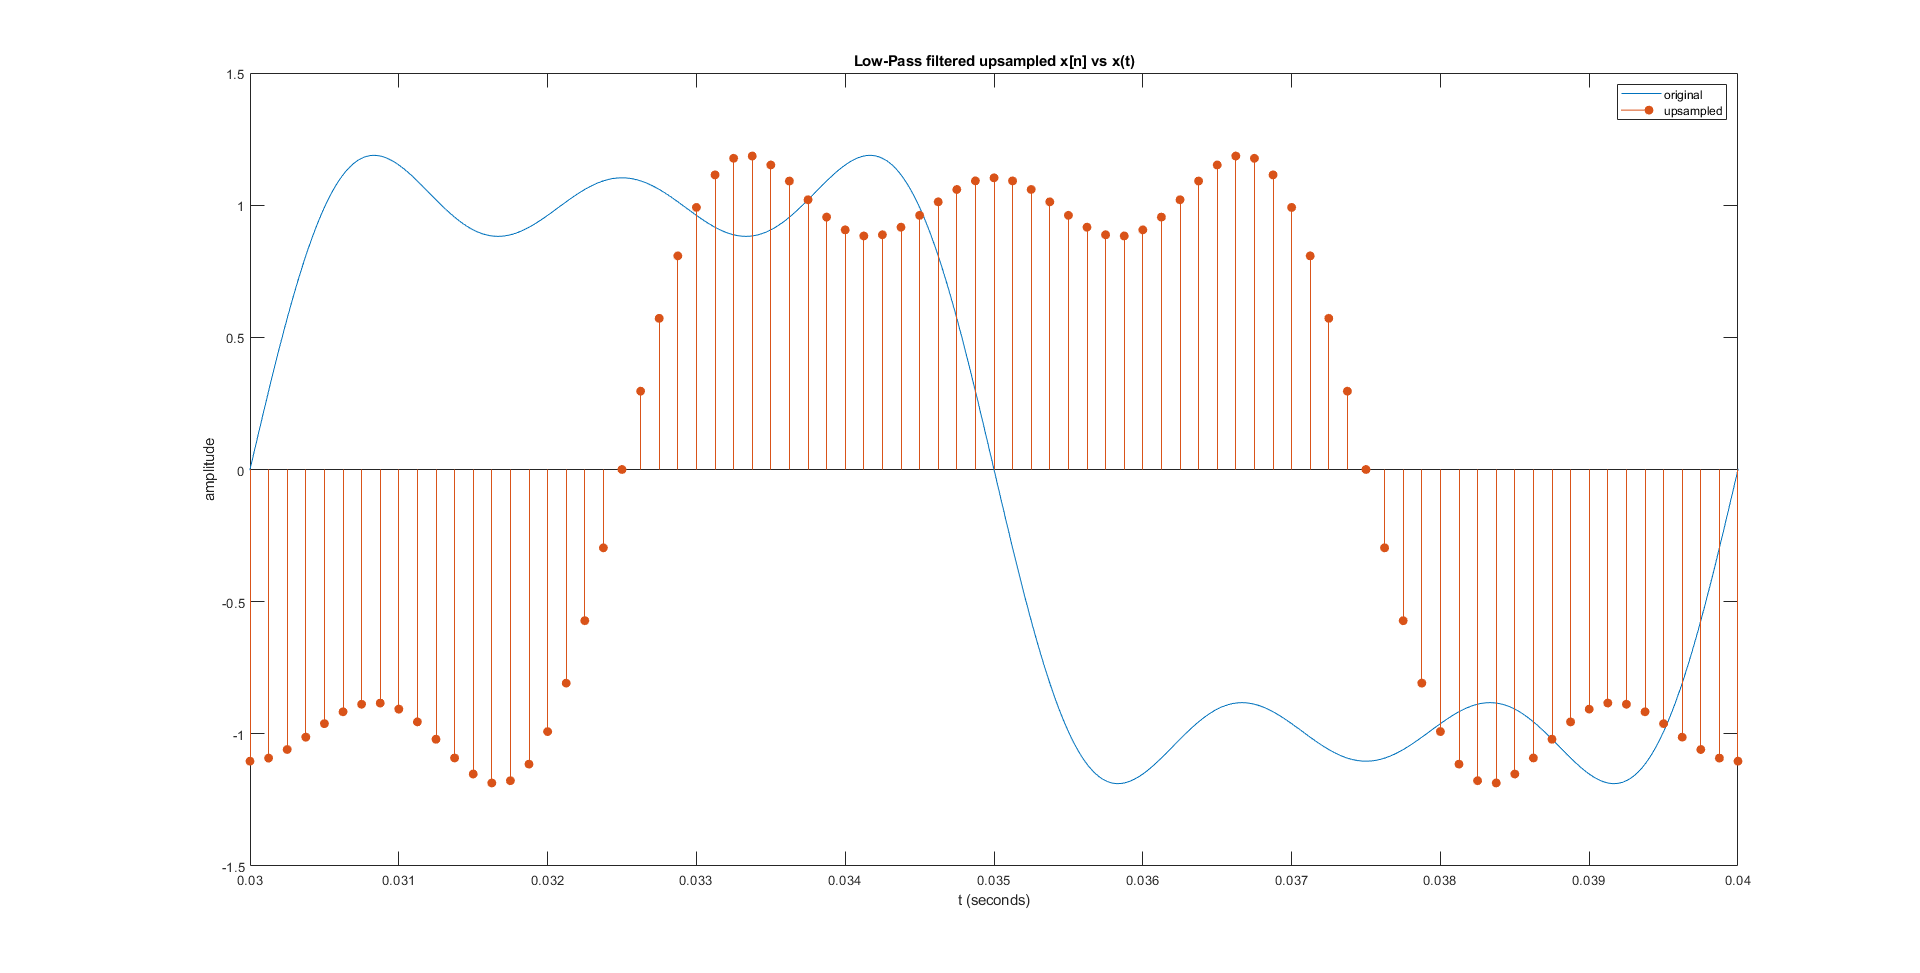 Low-Pass filtered upsampled x[n] vs x(t)
original
upsampled
amplitude
1.5
1
0.5
0
-0.5
-1
-1.5
0.03 0.031 0.032 0.033 0.034 0.035 0.036 0.037 0.038 0.039 0.04
t (seconds)